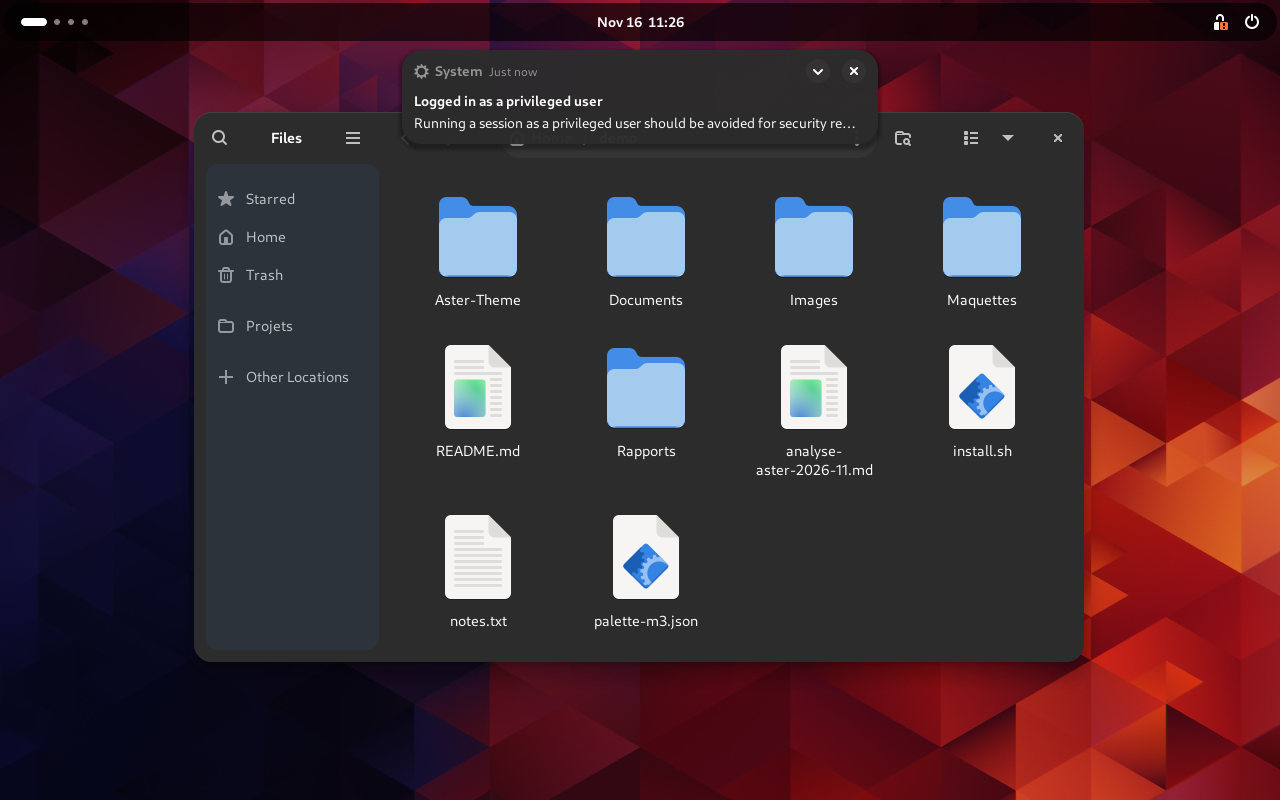 Nov 16 11:26
System Just now
Logged in as a privileged user
Running a session as a privileged user should be avoided for security re…
Files
Starred
Home
Trash
Projets
Other Locations
Aster-Theme
Documents
Images
Maquettes
README.md
Rapports
analyse-
aster-2026-11.md
install.sh
notes.txt
palette-m3.json